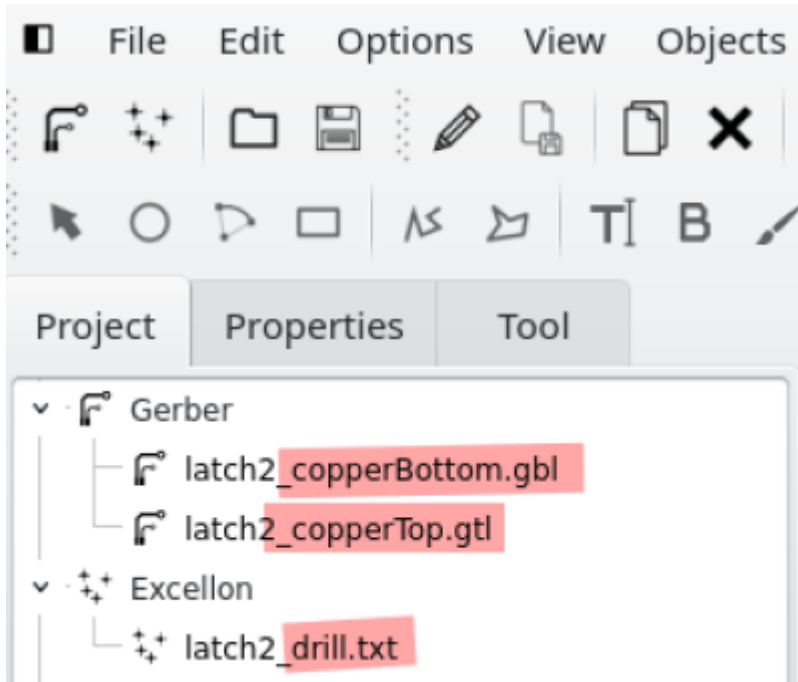 File Edit Options View Objects
T B
Project Properties Tool
Gerber
latch2_copperBottom.gbl
latch2_copperTop.gtl
Excellon
latch2_drill.txt